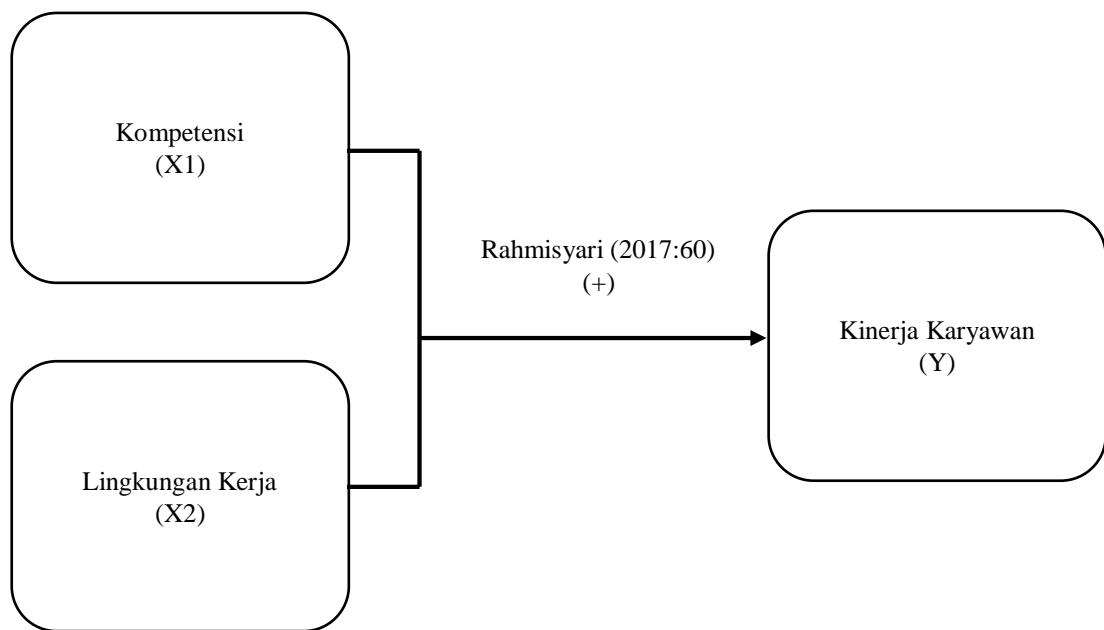 Kompetensi
(X1)
Rahmisyari (2017:60)
(+)
Kinerja Karyawan
(Y)
Lingkungan Kerja
(X2)